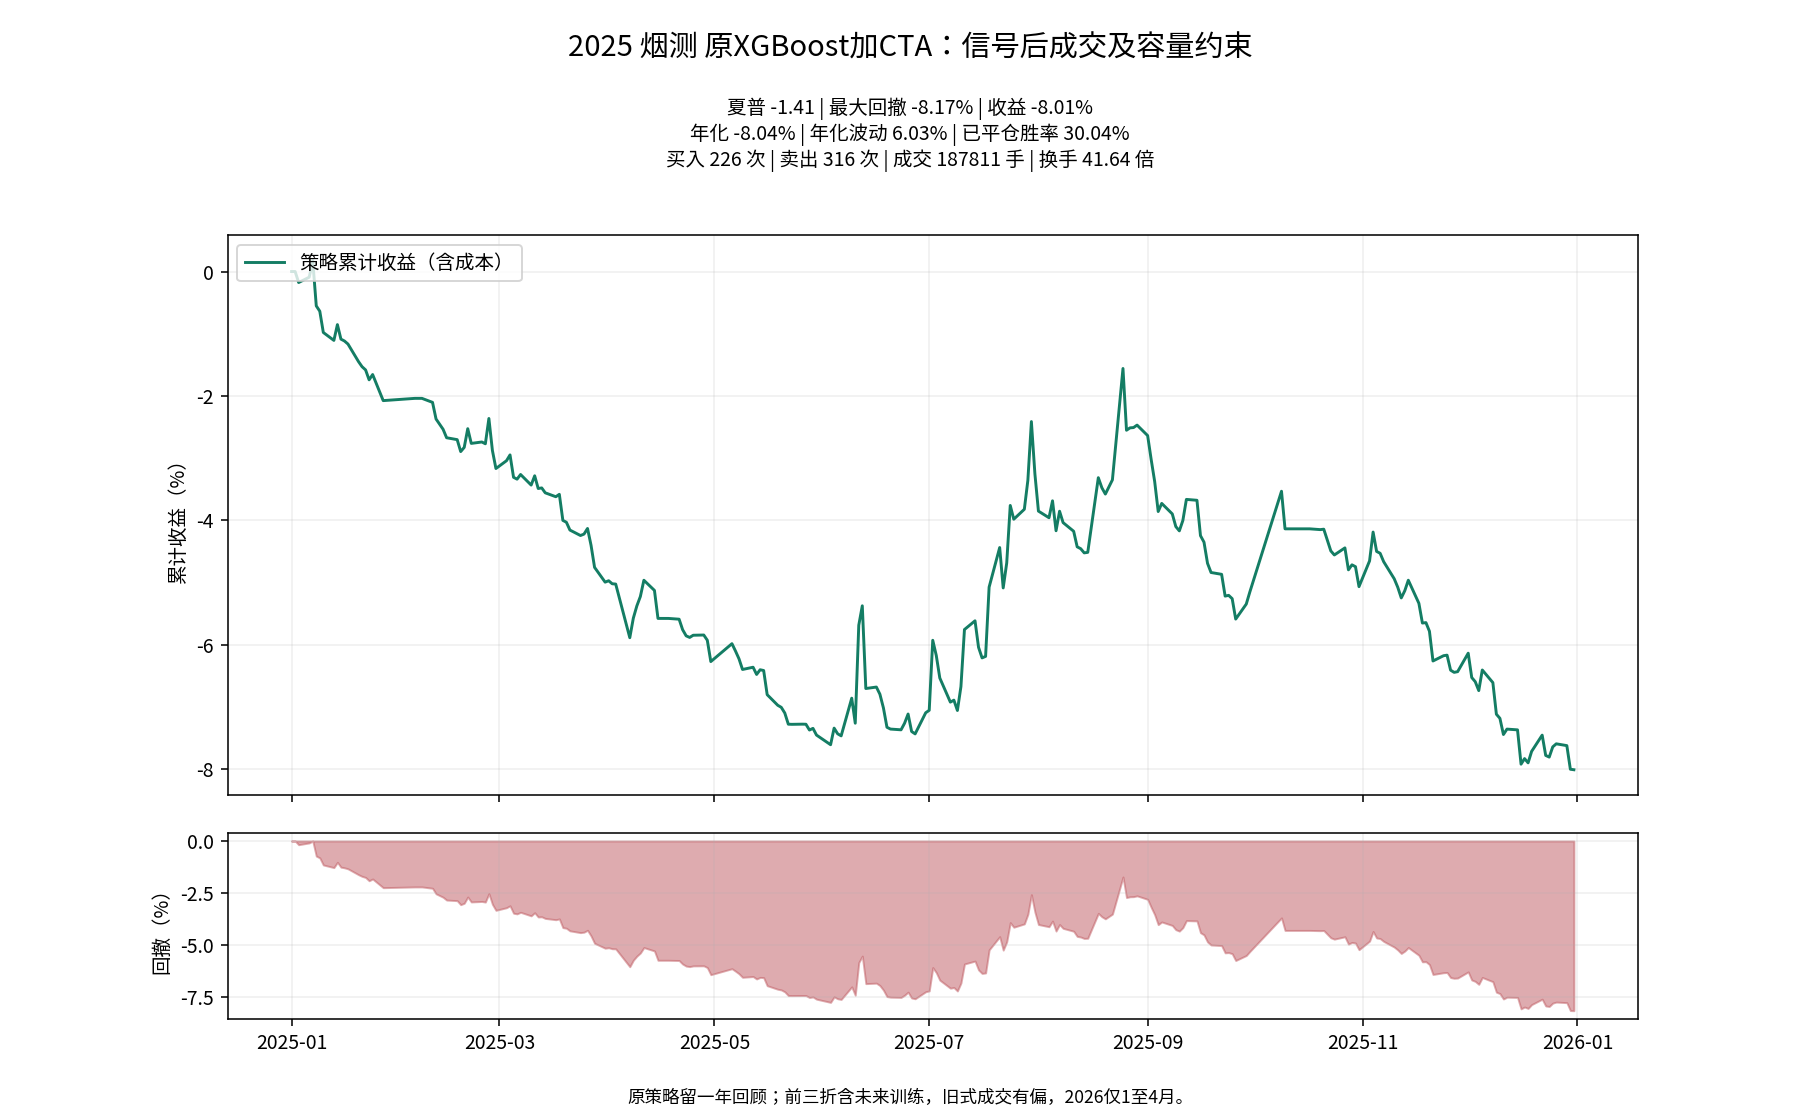 2025 烟测 原XGBoost加CTA：信号后成交及容量约束
夏普 -1.41 | 最大回撤 -8.17% | 收益 -8.01%
年化 -8.04% | 年化波动 6.03% | 已平仓胜率 30.04%
买入 226 次 | 卖出 316 次 | 成交 187811 手 | 换手 41.64 倍
策略累计收益（含成本）
累计收益（%）
0
-2
-4
-6
-8
回撤（%）
0.0
-2.5
-5.0
-7.5
2025-01
2025-03
2025-05
2025-07
2025-09
2025-11
2026-01
原策略留一年回顾；前三折含未来训练，旧式成交有偏，2026仅1至4月。